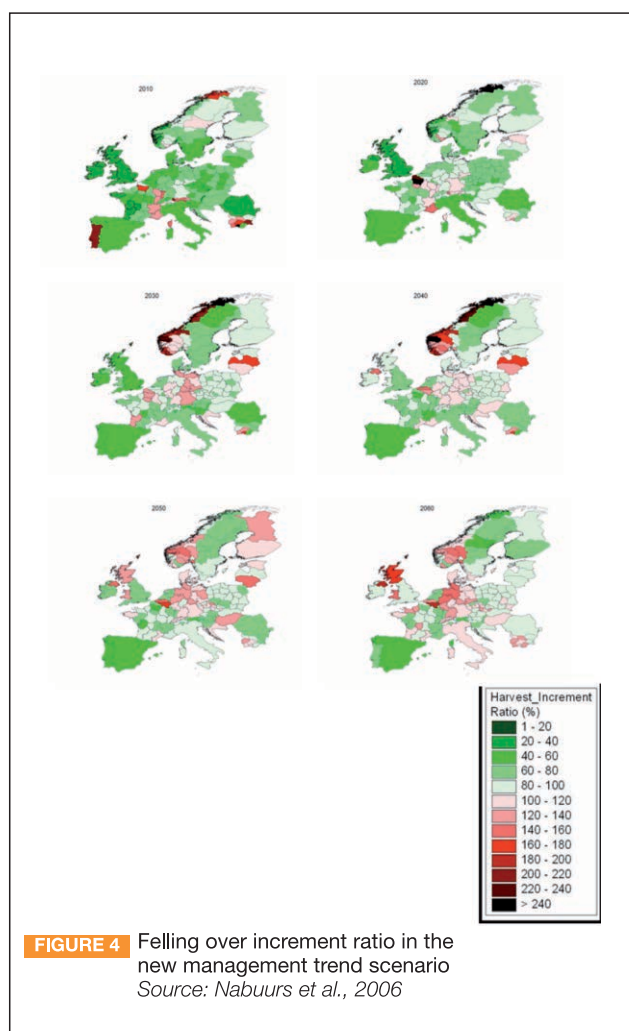 2010
2020
2030
2040
2050
2060
Harvest_Increment
Ratio (%)
1 - 20
20 - 40
40 - 60
60 - 80
80 - 100
100 - 120
120 - 140
140 - 160
160 - 180
180 - 200
200 - 220
220 - 240
> 240
FIGURE 4 Felling over increment ratio in the
new management trend scenario
Source: Nabuurs et al., 2006